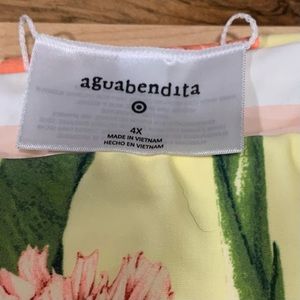 aguabendita
4X
MADE IN VIETNAM
HECHO EN VIETNAM